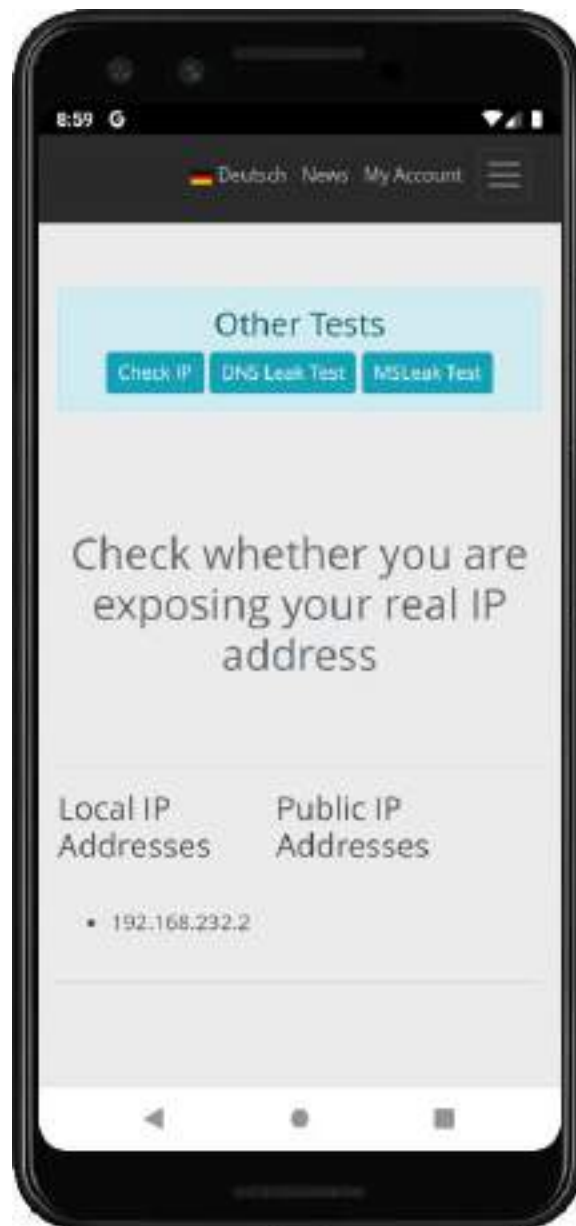 8:59 G
Deutsch News My Account
Other Tests
Check IP DNS Leak Test MSLeak Test
Check whether you are
exposing your real IP
address
Local IP
Addresses
Public IP
Addresses
• 192.168.232.2